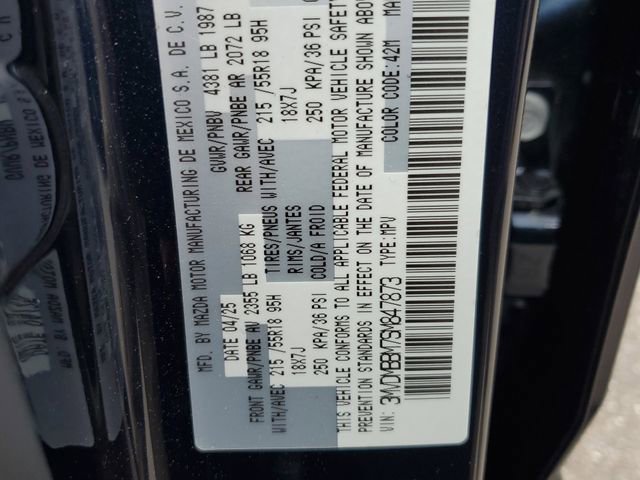 MFD. BY MAZDA MOTOR MANUFACTURING DE MEXICO S.A. DE C.V.
DATE 04/25 GVWR/PNBV 4381 LB 1987
FRONT GAWR/PNBE AV 2355 LB 1068 KG REAR GAWR/PNBE AR 2072 LB
WITH/AVEC 215 /55R18 95H TIRES/PNEUS WITH/AVEC 215 /55R18 95H
18X7J RIMS/JANTES 18X7J
250 KPA/36 PSI COLD/A FROID 250 KPA/36 PSI
THIS VEHICLE CONFORMS TO ALL APPLICABLE FEDERAL MOTOR VEHICLE SAFETY
PREVENTION STANDARDS IN EFFECT ON THE DATE OF MANUFACTURE SHOWN ABOVE
VIN: 3MVDMBBM7SM847873 TYPE:MPV COLOR CODE:42M MA